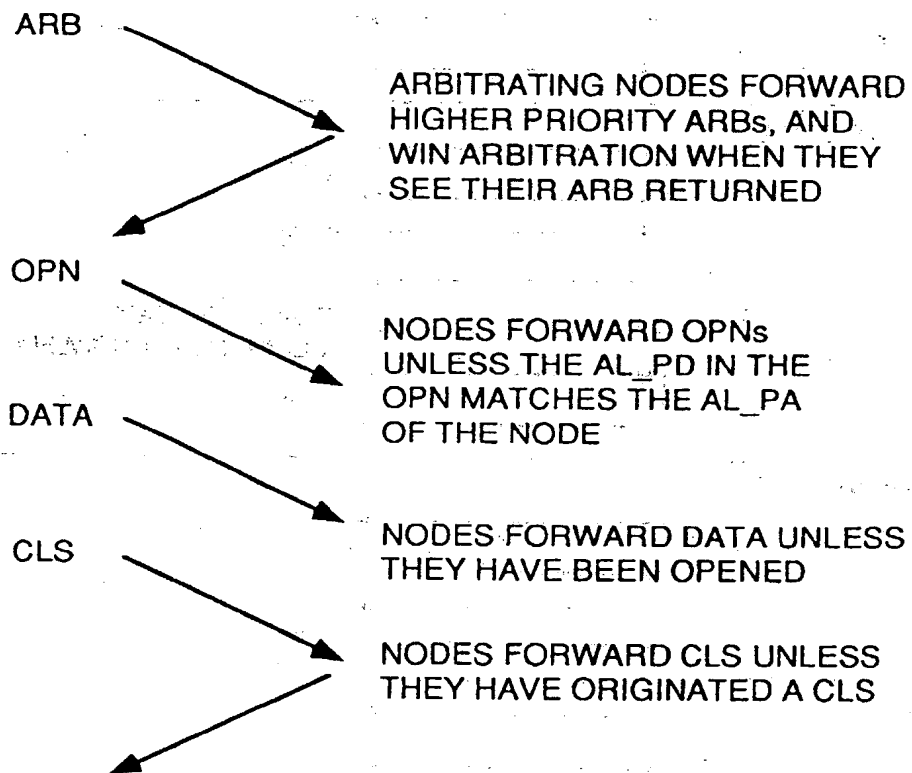 ARB
ARBITRATING NODES FORWARD
HIGHER PRIORITY ARBs, AND
WIN ARBITRATION WHEN THEY
SEE THEIR ARB RETURNED
OPN
NODES FORWARD OPNs
UNLESS THE AL_PD IN THE
OPN MATCHES THE AL_PA
OF THE NODE
DATA
NODES FORWARD DATA UNLESS
THEY HAVE BEEN OPENED
CLS
NODES FORWARD CLS UNLESS
THEY HAVE ORIGINATED A CLS